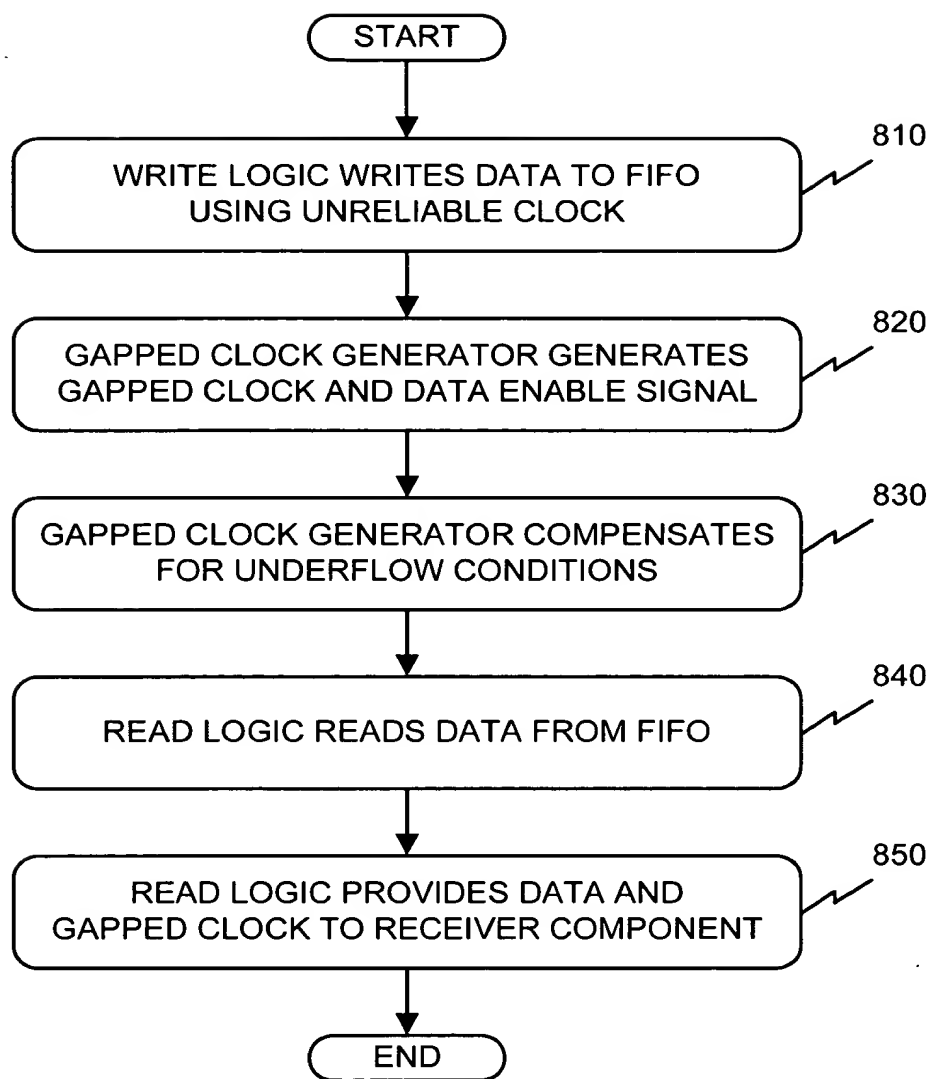 START
810
WRITE LOGIC WRITES DATA TO FIFO
USING UNRELIABLE CLOCK
820
GAPPED CLOCK GENERATOR GENERATES
GAPPED CLOCK AND DATA ENABLE SIGNAL
830
GAPPED CLOCK GENERATOR COMPENSATES
FOR UNDERFLOW CONDITIONS
840
READ LOGIC READS DATA FROM FIFO
850
READ LOGIC PROVIDES DATA AND
GAPPED CLOCK TO RECEIVER COMPONENT
END